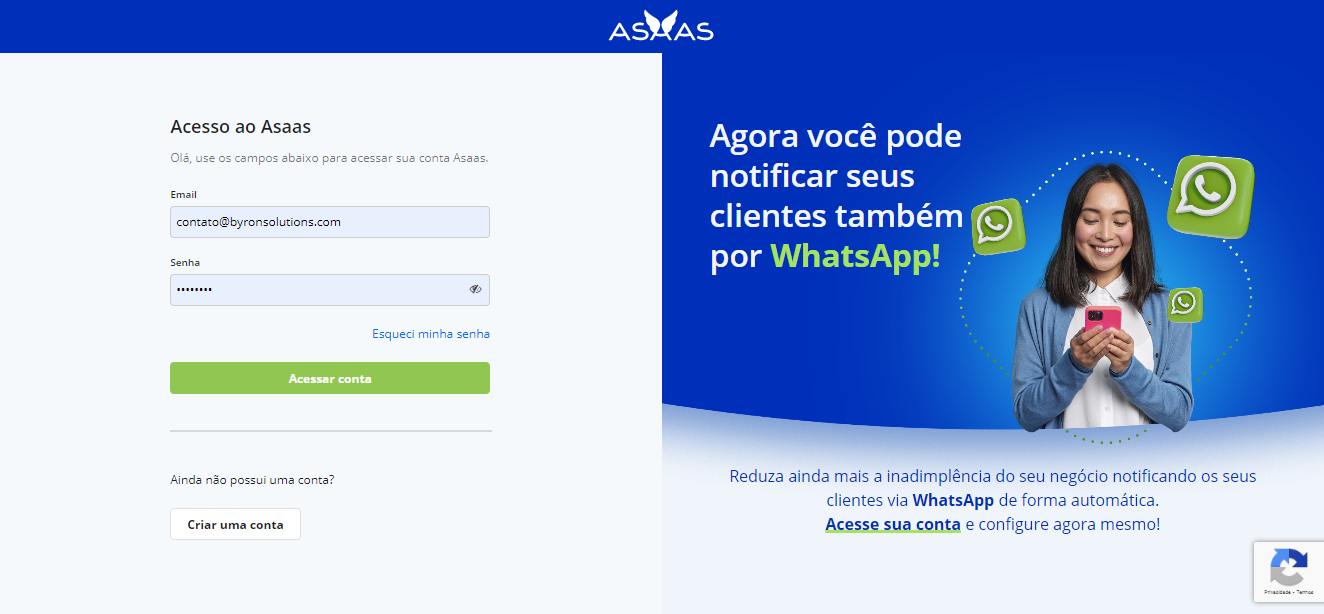 ASAAS
Acesso ao Asaas
Olá, use os campos abaixo para acessar sua conta Asaas.
Email
contato@byronsolutions.com
Senha
••••••••
Esqueci minha senha
Acessar conta
Ainda não possui uma conta?
Criar uma conta
Agora você pode
notificar seus
clientes também
por WhatsApp!
Reduza ainda mais a inadimplência do seu negócio notificando os seus
clientes via WhatsApp de forma automática.
Acesse sua conta e configure agora mesmo!
Privacidade - Termos